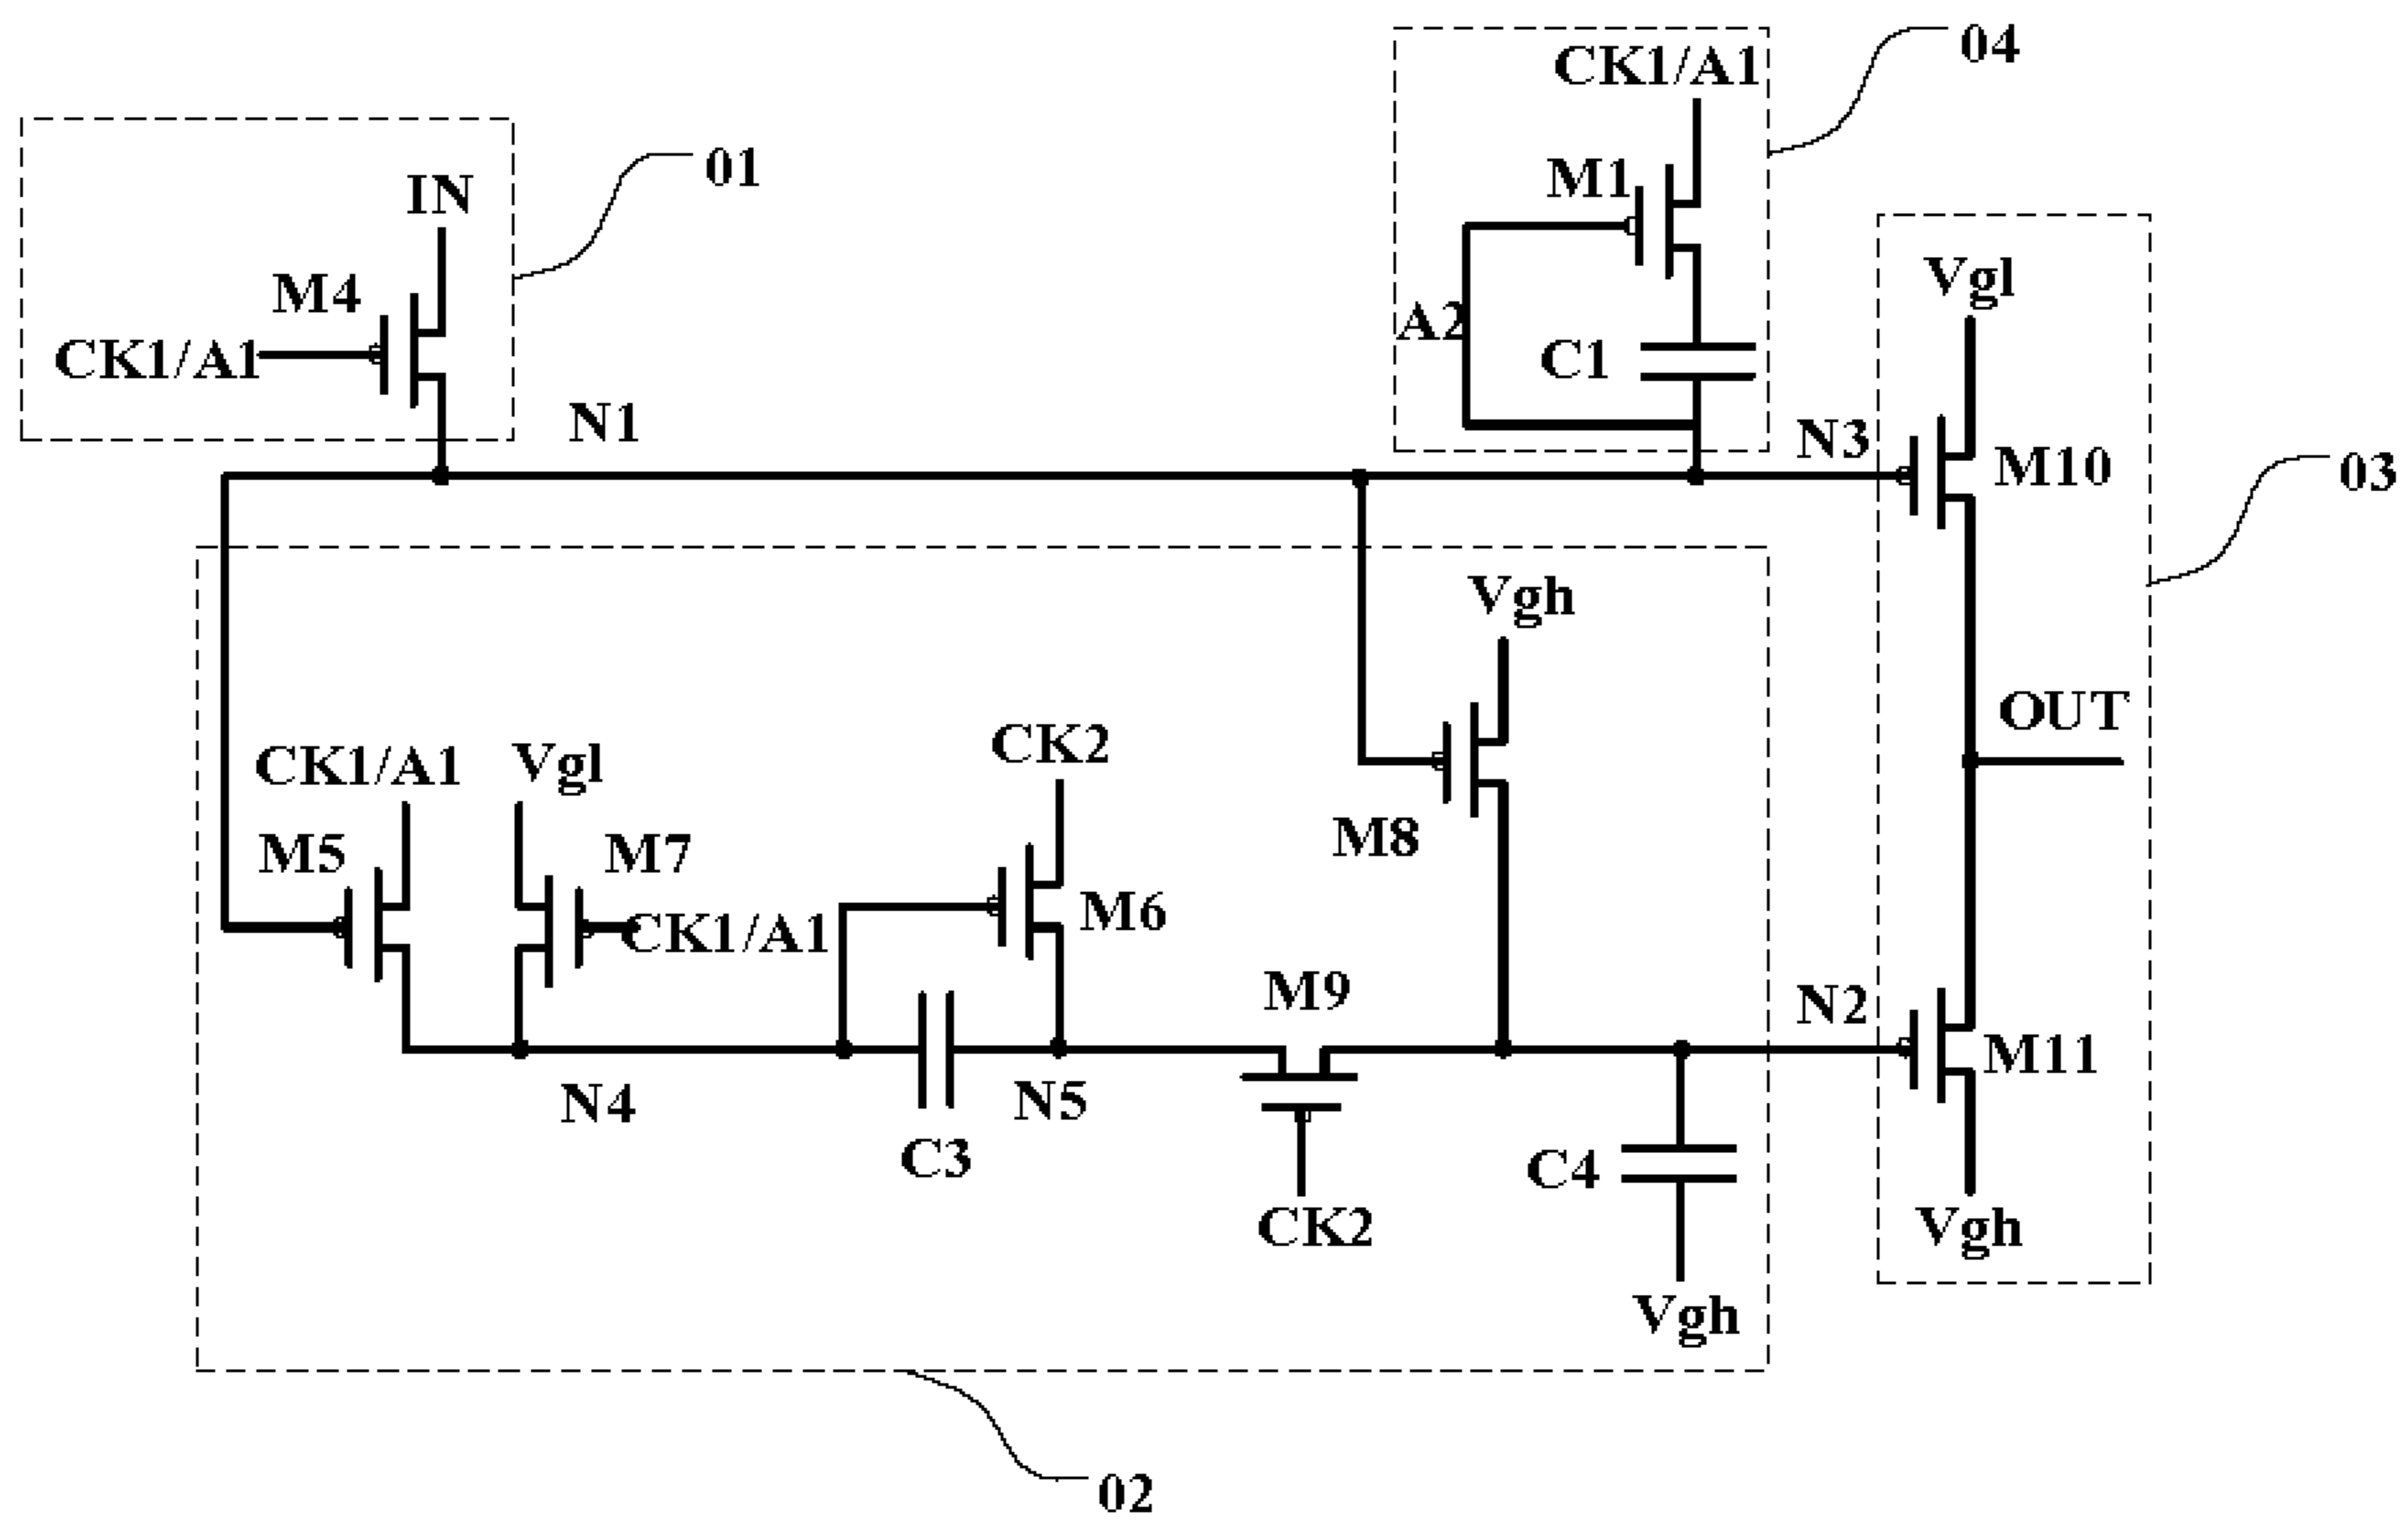 04
CK1/A1
01
M1
IN
M4
Vgl
A2
C1
CK1/A1
N1
N3
M10
03
Vgh
OUT
CK2
CK1/A1
Vgl
M5
M7
M8
CK1/A1
M6
M9
N2
M11
N4
N5
C3
C4
CK2
Vgh
Vgh
02